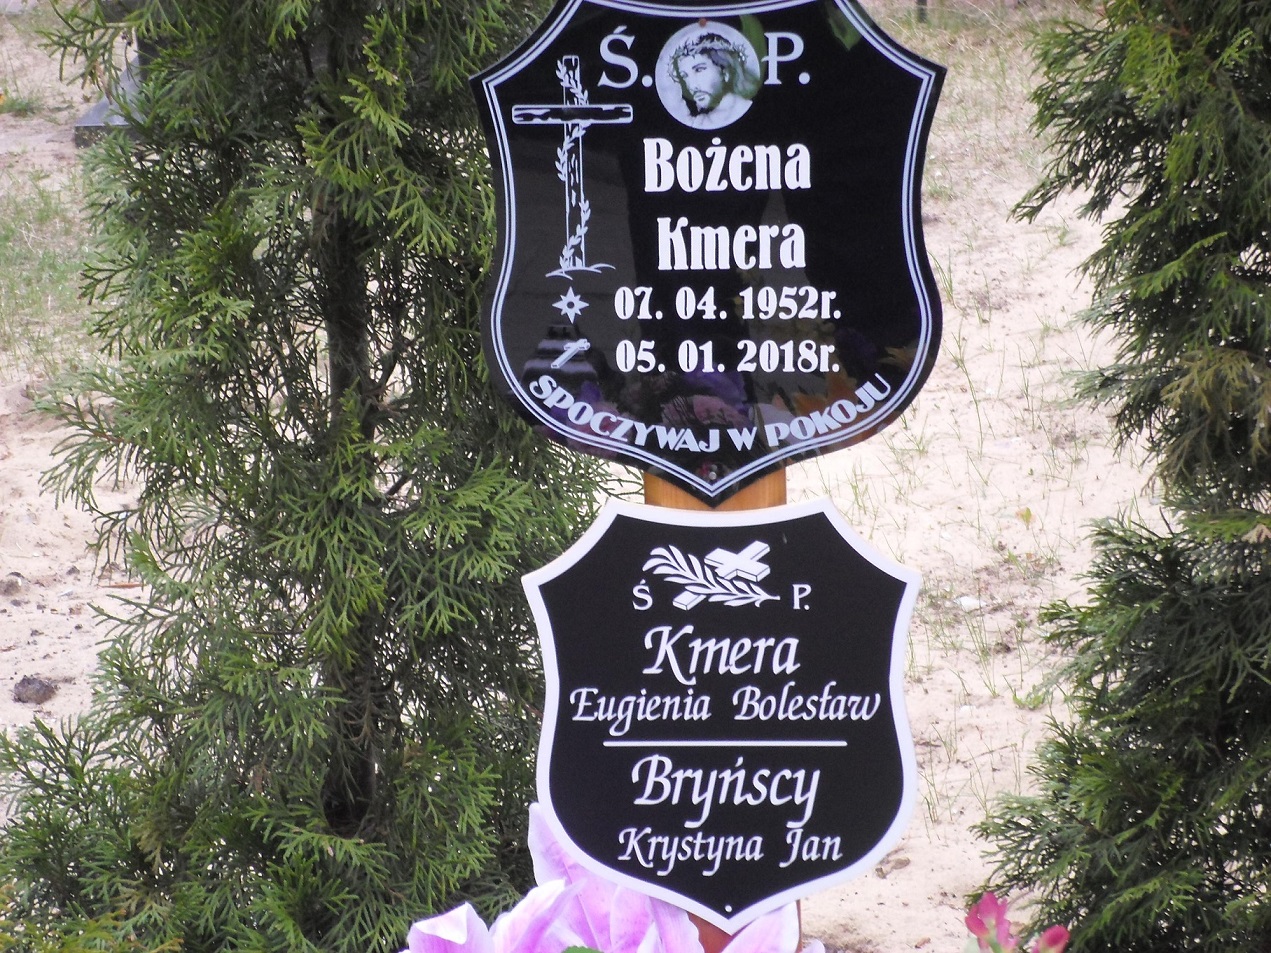 Ś. P.
Bożena
Kmera
07. 04. 1952r.
05. 01. 2018r.
SPOCZYWAJ W POKOJU
Ś P.
Kmera
Eugienia Bolesław
Bryńscy
Krystyna Jan